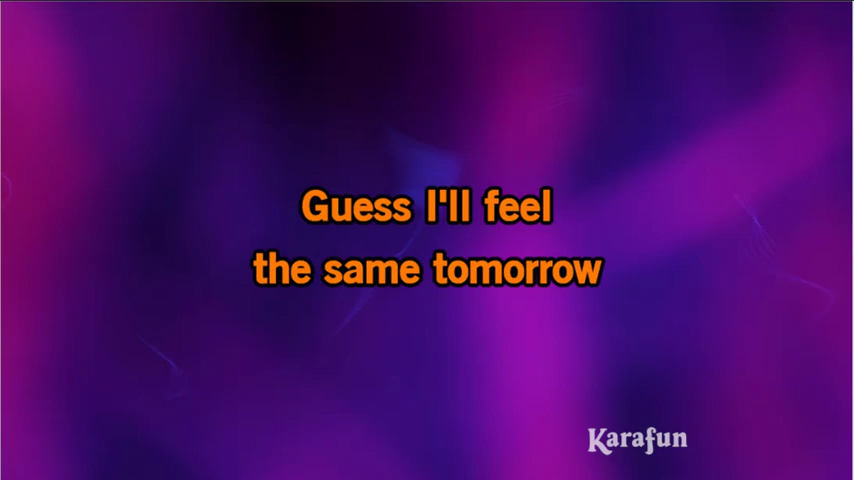 Guess I'll feel
the same tomorrow
Karafun